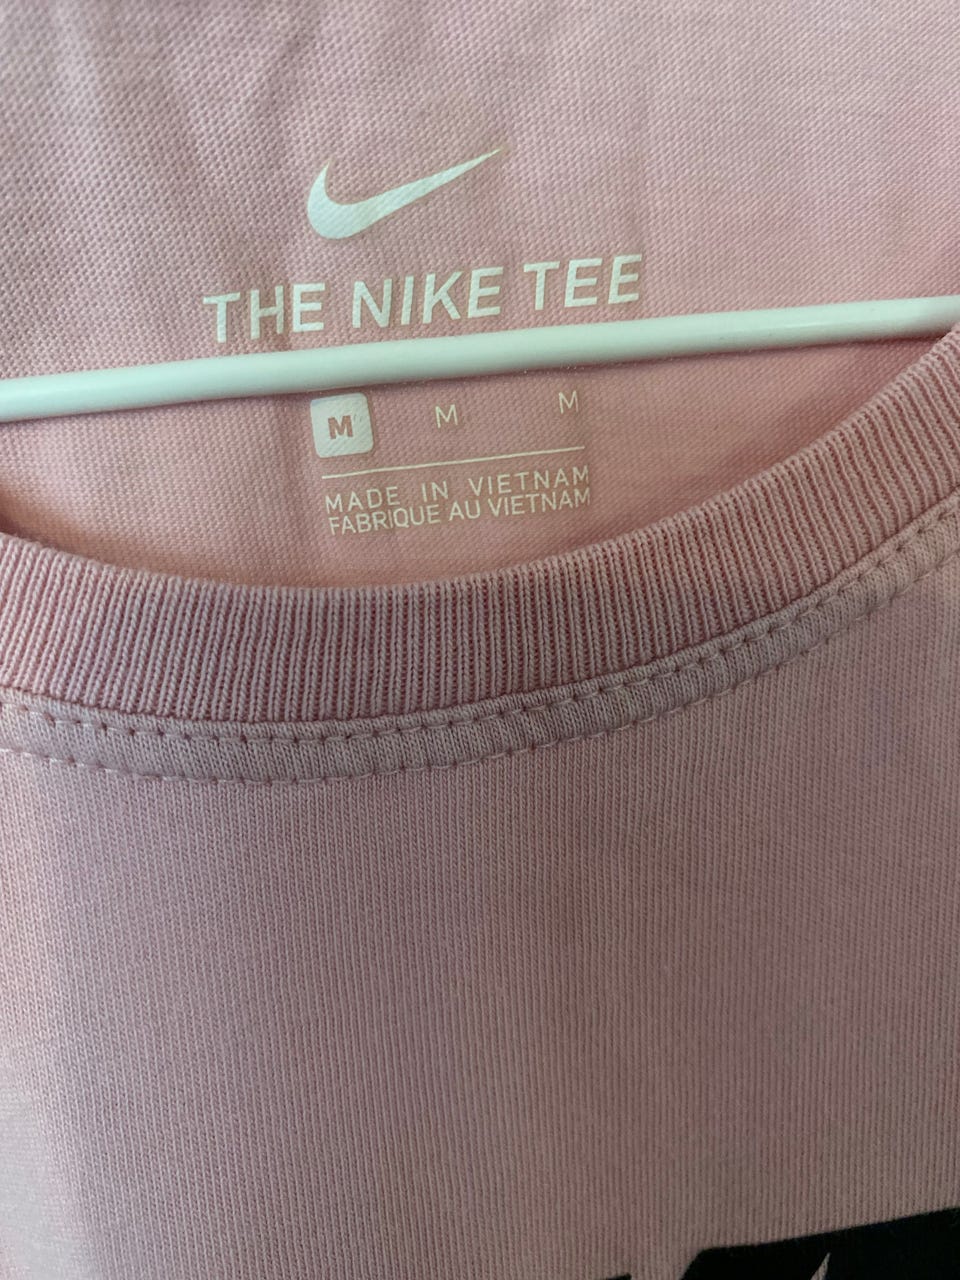 THE NIKE TEE
M M M
MADE IN VIETNAM
FABRIQUE AU VIETNAM